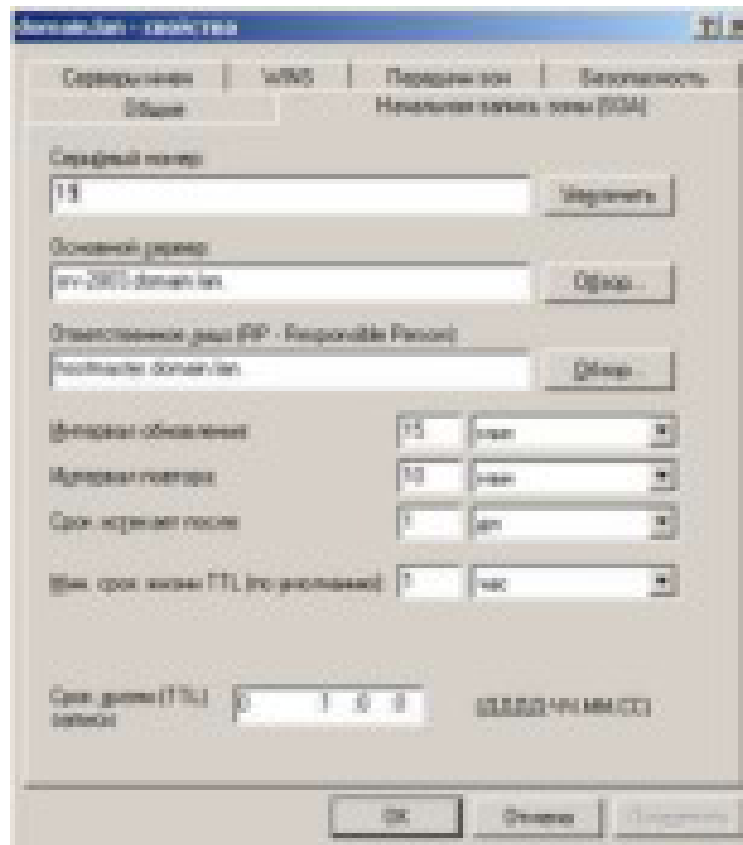 domain.lan - свойства
Серверы имен WINS Передачи зон Безопасность
Общие Начальная запись зоны (SOA)
Серийный номер:
Увеличить
Основной сервер:
srv-2003.domain.lan. Обзор...
Ответственное лицо (RP - Responsible Person):
hostmaster.domain.lan. Обзор...
Интервал обновления: 15 мин
Интервал повтора: 10 мин
Срок истекает после: 1 дн
Мин. срок жизни TTL (по умолчанию): 1 час
Срок жизни (TTL) записи: 0 :1 :0 :0 (ДДДДД:ЧЧ.ММ.СС)
OK Отмена Применить